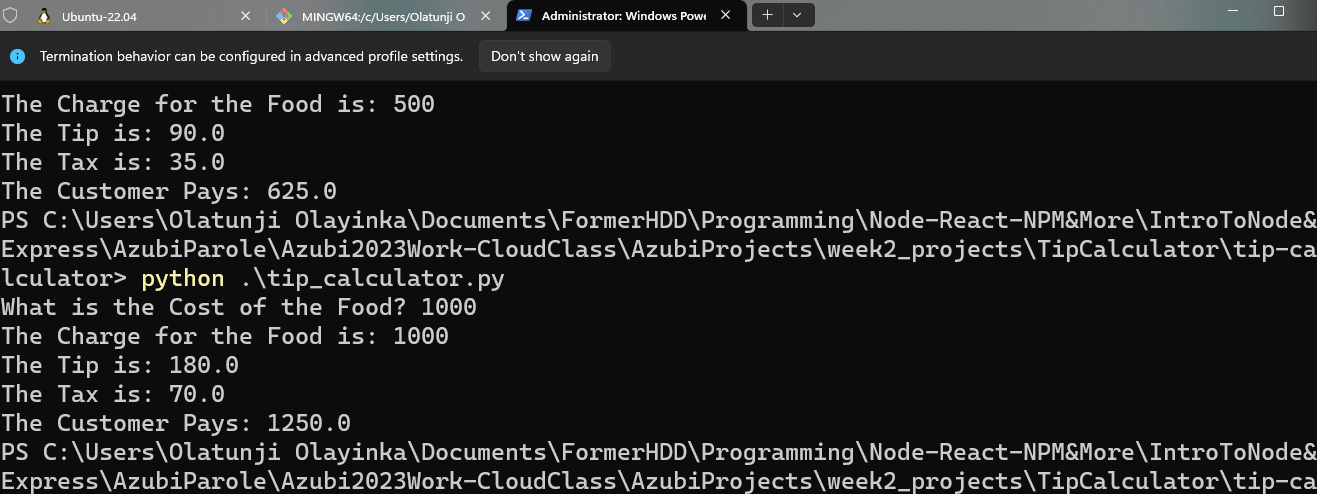 Ubuntu-22.04
MINGW64:/c/Users/Olatunji O
Administrator: Windows Powe
Termination behavior can be configured in advanced profile settings.
Don't show again
The Charge for the Food is: 500
The Tip is: 90.0
The Tax is: 35.0
The Customer Pays: 625.0
PS C:\Users\Olatunji Olayinka\Documents\FormerHDD\Programming\Node-React-NPM&More\IntroToNode&
Express\AzubiParole\Azubi2023Work-CloudClass\AzubiProjects\week2_projects\TipCalculator\tip-ca
lculator> python .\tip_calculator.py
What is the Cost of the Food? 1000
The Charge for the Food is: 1000
The Tip is: 180.0
The Tax is: 70.0
The Customer Pays: 1250.0
PS C:\Users\Olatunji Olayinka\Documents\FormerHDD\Programming\Node-React-NPM&More\IntroToNode&
Express\AzubiParole\Azubi2023Work-CloudClass\AzubiProjects\week2_projects\TipCalculator\tip-ca